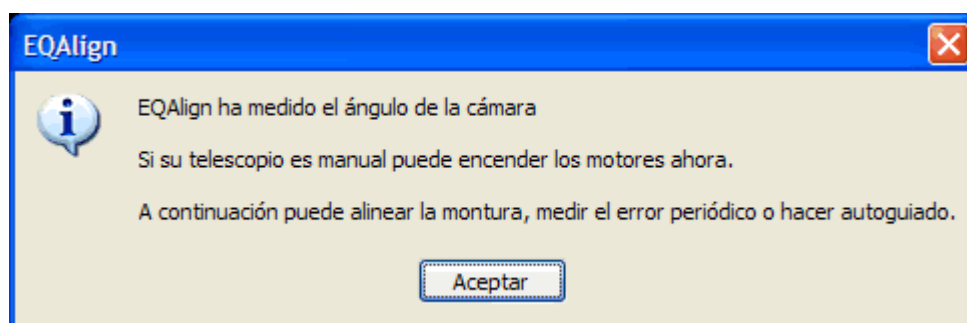 EQAlign
EQAlign ha medido el ángulo de la cámara
Si su telescopio es manual puede encender los motores ahora.
A continuación puede alinear la montura, medir el error periódico o hacer autoguiado.
Aceptar